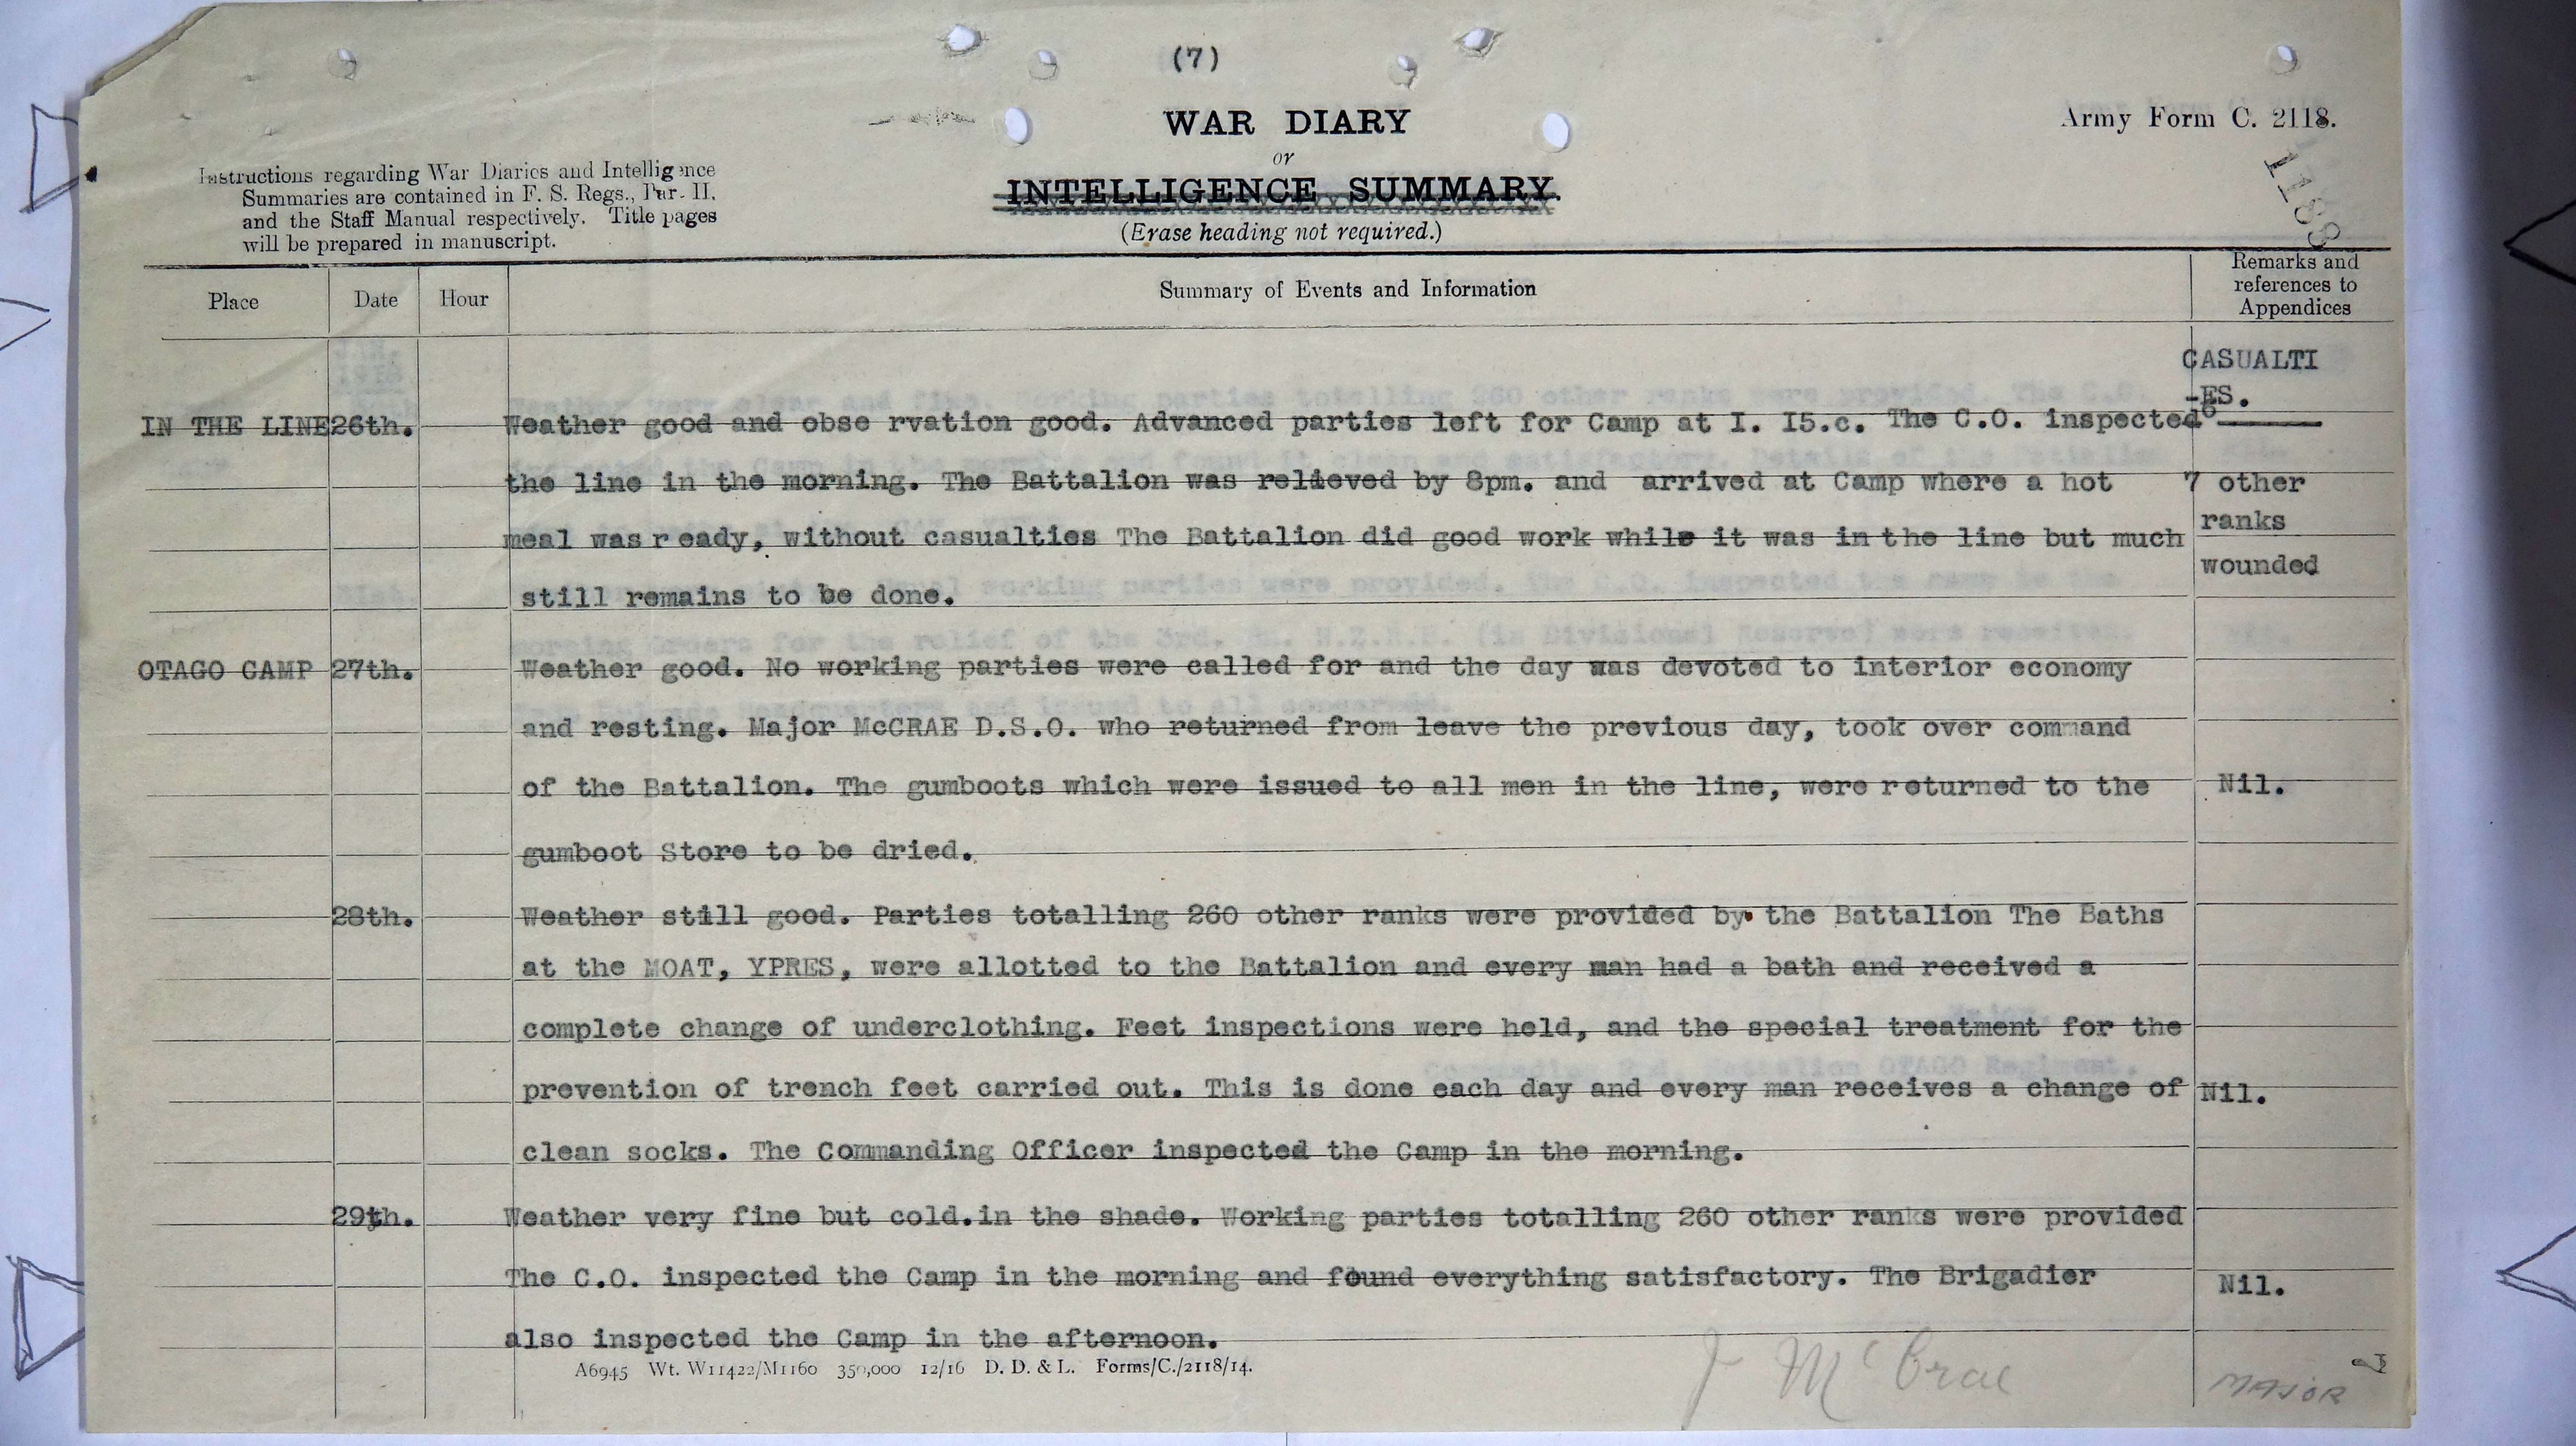 (7)
WAR DIARY
or
INTELLIGENCE SUMMARY.
(Erase heading not required.)
Army Form C. 2118.
1188
Instructions regarding War Diaries and Intelligence
Summaries are contained in F. S. Regs., Par. II.
and the Staff Manual respectively. Title pages
will be prepared in manuscript.
Place Date Hour Summary of Events and Information Remarks and
references to
Appendices
CASUALTI
-ES.
IN THE LINE 26th. Weather good and obse rvation good. Advanced parties left for Camp at I. I5.c. The C.O. inspected
the line in the morning. The Battalion was relieved by 8pm. and arrived at Camp where a hot 7 other
ranks
meal was r eady, without casualties The Battalion did good work while it was in the line but much
wounded
still remains to be done.
OTAGO CAMP 27th. Weather good. No working parties were called for and the day was devoted to interior economy
and resting. Major McCRAE D.S.O. who returned from leave the previous day, took over command
of the Battalion. The gumboots which were issued to all men in the line, were returned to the Nil.
gumboot Store to be dried.
28th. Weather still good. Parties totalling 260 other ranks were provided by the Battalion The Baths
at the MOAT, YPRES, were allotted to the Battalion and every man had a bath and received a
complete change of underclothing. Feet inspections were held, and the special treatment for the
prevention of trench feet carried out. This is done each day and every man receives a change of Nil.
clean socks. The Commanding Officer inspected the Camp in the morning.
29th. Weather very fine but cold.in the shade. Working parties totalling 260 other ranks were provided
The C.O. inspected the Camp in the morning and found everything satisfactory. The Brigadier Nil.
also inspected the Camp in the afternoon.
A6945 Wt. W11422/M1160 350,000 12/16 D. D. & L. Forms/C./2118/14.
J McCrae MAJOR